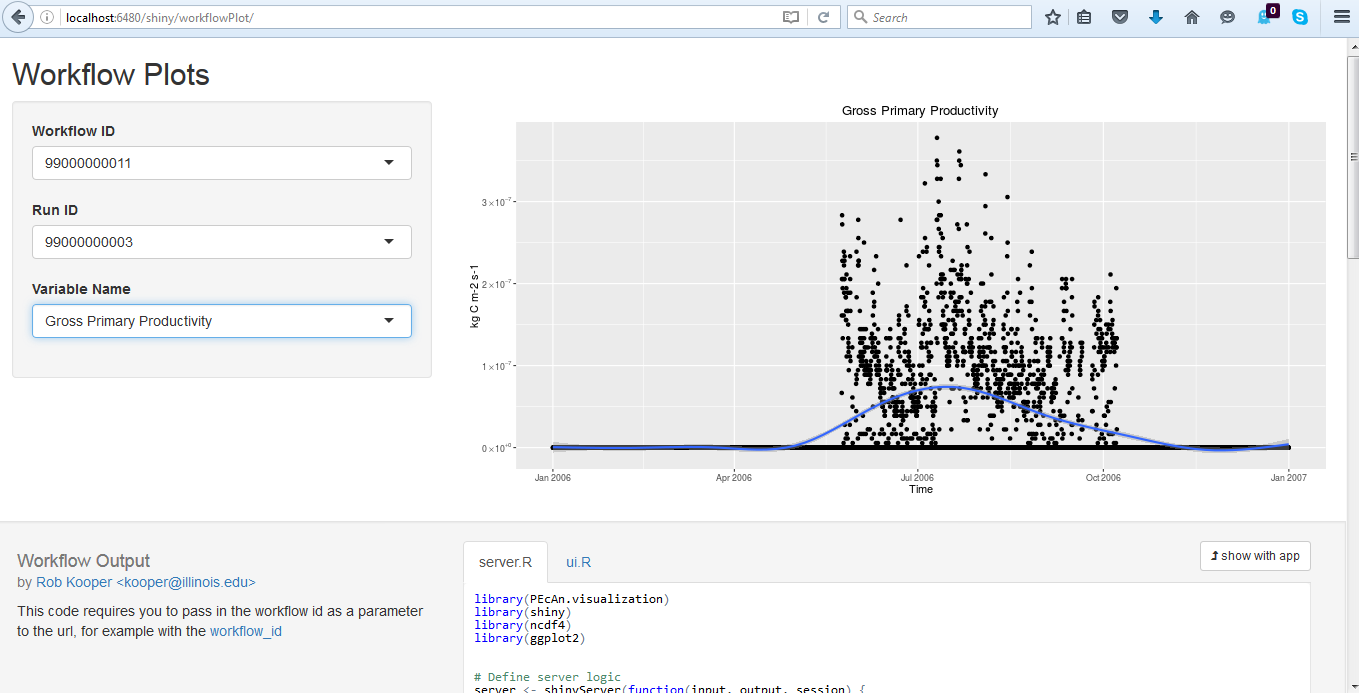 localhost:6480/shiny/workflowPlot/
Search
0
Workflow Plots
Workflow ID
99000000011
Run ID
99000000003
Variable Name
Gross Primary Productivity
Gross Primary Productivity
kg C m-2 s-1
3×10⁻⁷
2×10⁻⁷
1×10⁻⁷
0×10⁺⁰
Jan 2006
Apr 2006
Jul 2006
Oct 2006
Jan 2007
Time
Workflow Output
by Rob Kooper <kooper@illinois.edu>
This code requires you to pass in the workflow id as a parameter
to the url, for example with the workflow_id
server.R
ui.R
show with app
library(PEcAn.visualization)
library(shiny)
library(ncdf4)
library(ggplot2)
# Define server logic
server <- shinyServer(function(input, output, session) {